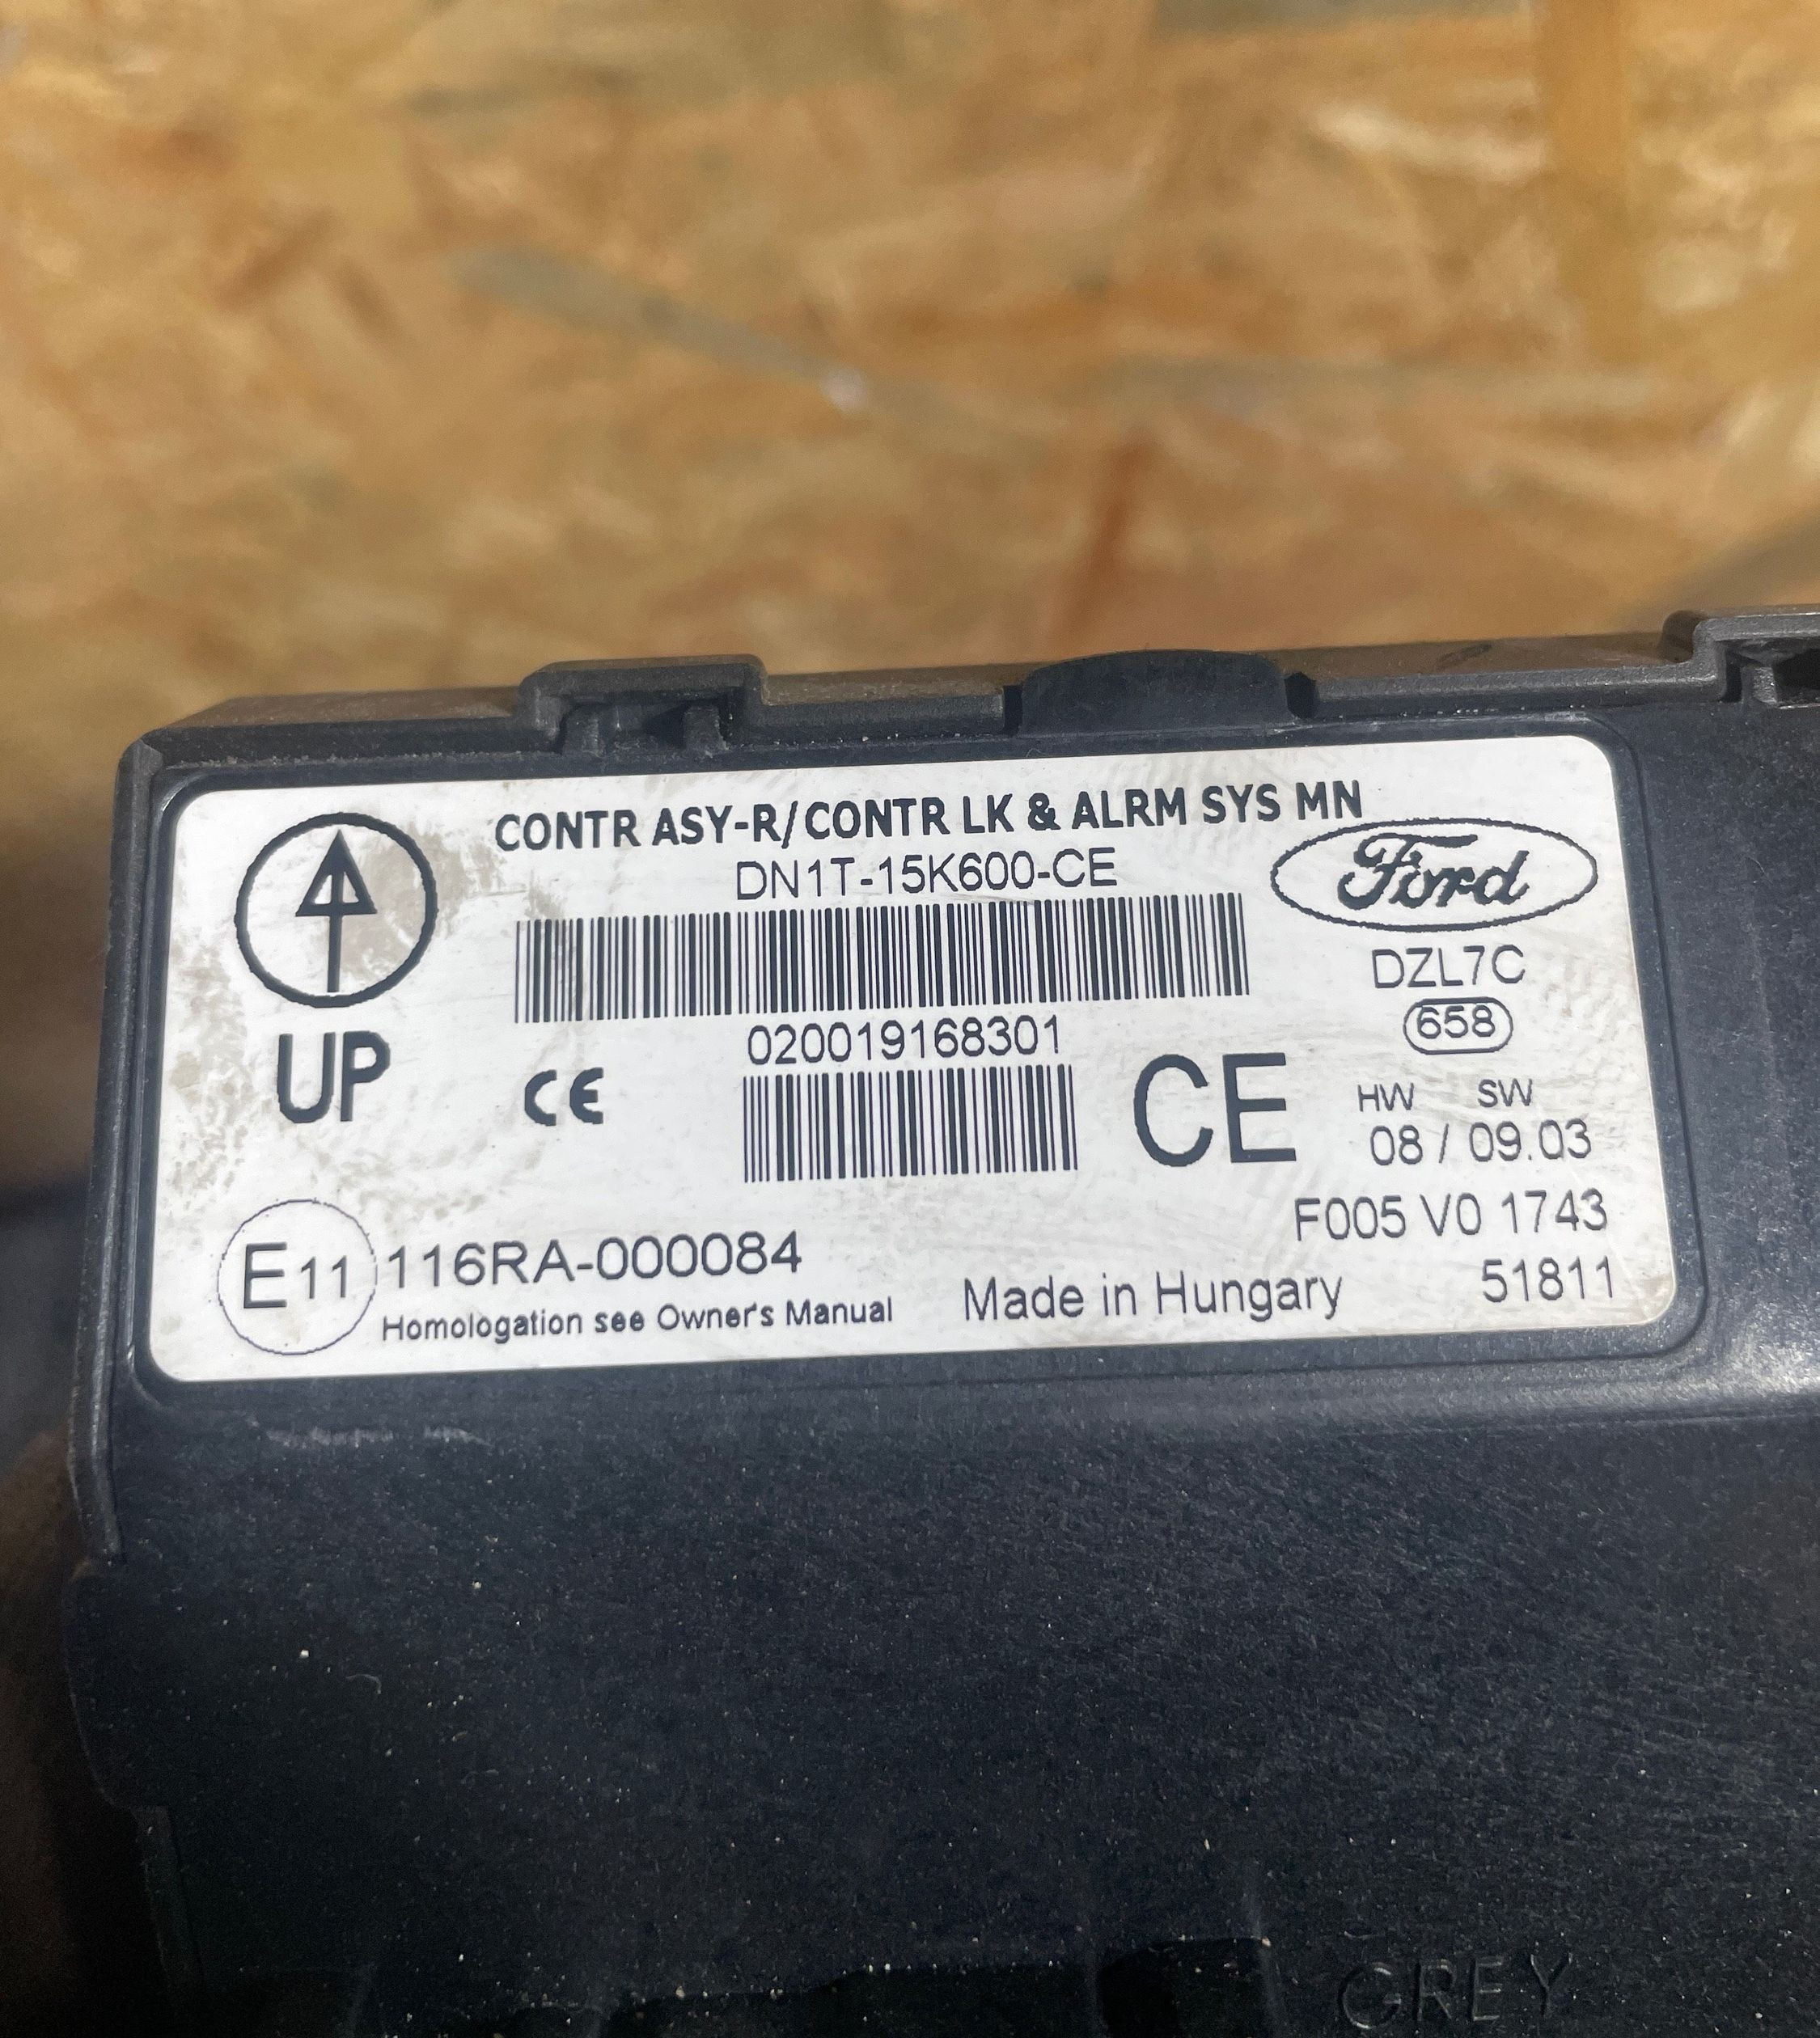 CONTR ASY-R/CONTR LK & ALRM SYS MN
DN1T-15K600-CE
Ford
DZL7C
658
020019168301
UP
CE
CE
HW SW
08 / 09.03
F005 V0 1743
E11 116RA-000084
Homologation see Owner's Manual
Made in Hungary
51811
GREY